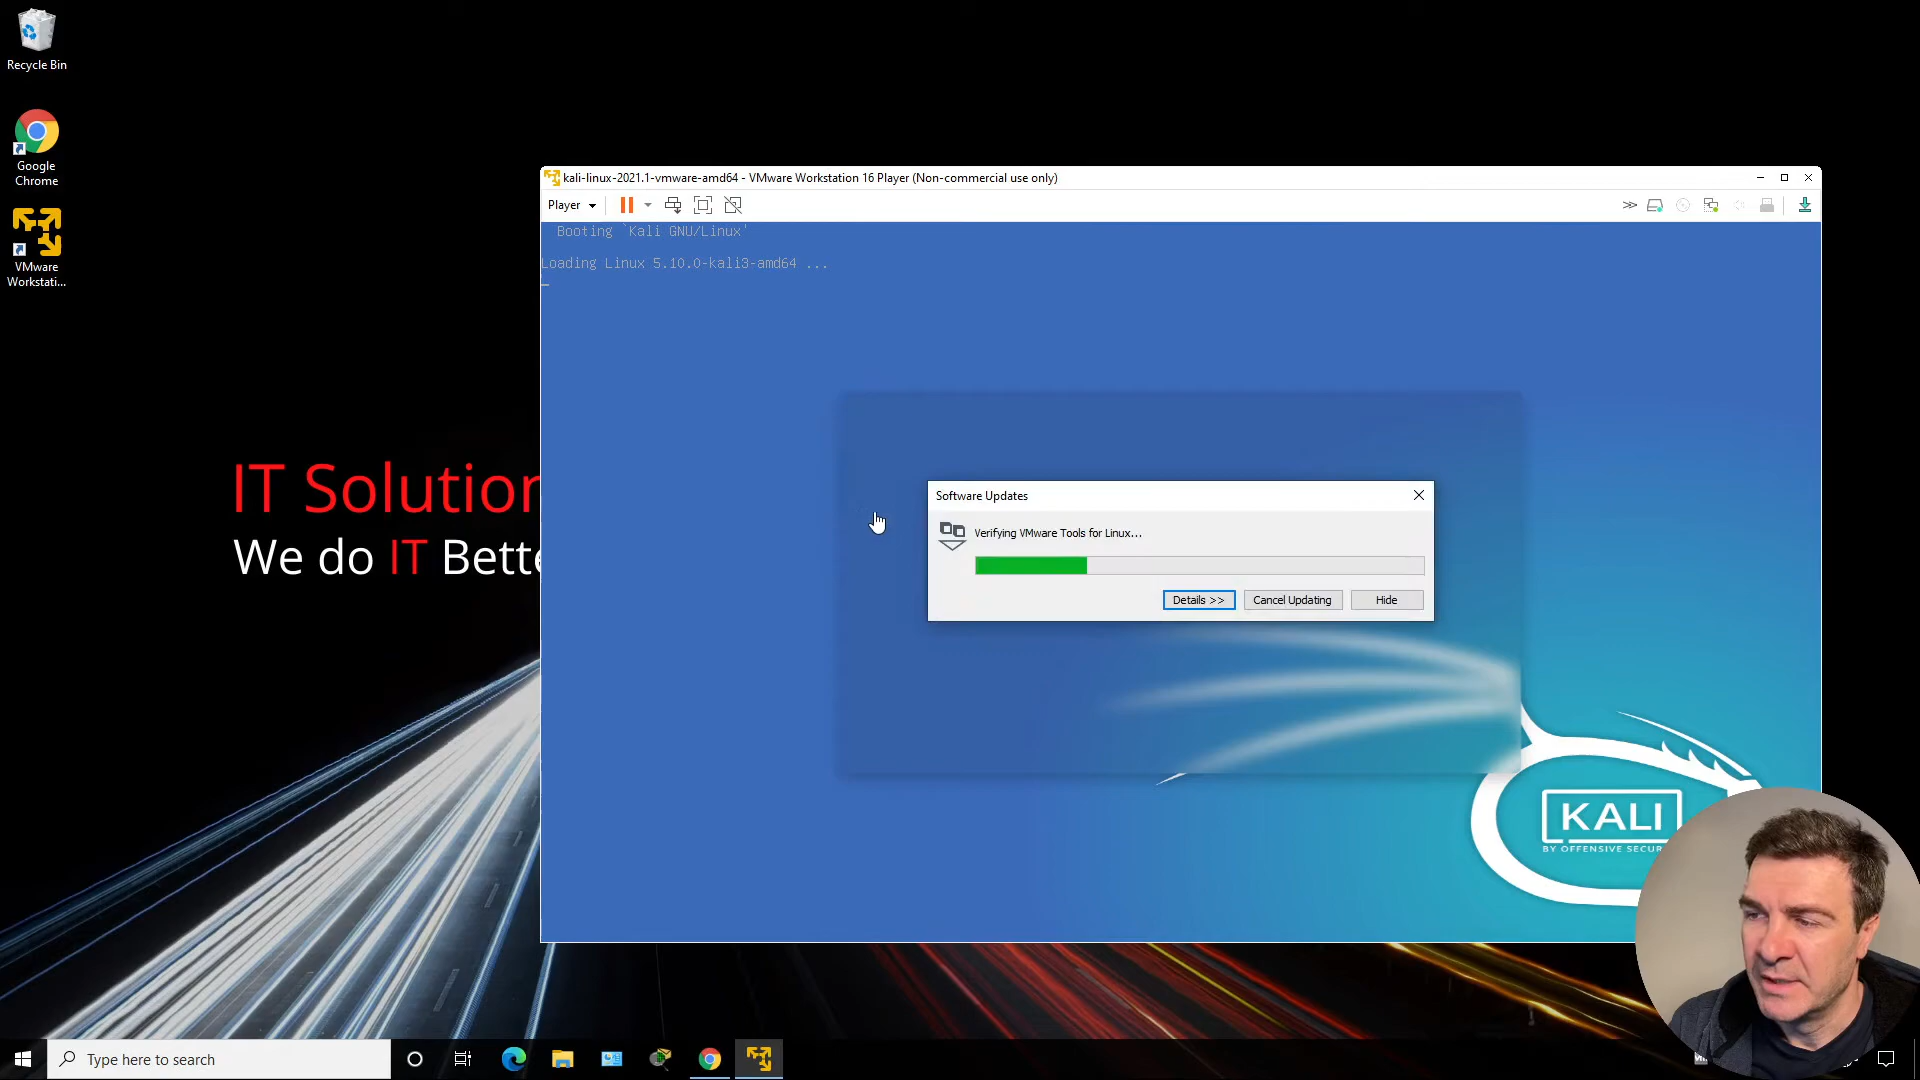 Recycle Bin
Google
Chrome
VMware
Workstati...
IT Solution
We do IT Bette
kali-linux-2021.1-vmware-amd64 - VMware Workstation 16 Player (Non-commercial use only)
Player
Booting `Kali GNU/Linux'
Loading Linux 5.10.0-kali3-amd64 ...
Software Updates
Verifying VMware Tools for Linux...
Details >>
Cancel Updating
Hide
KALI
BY OFFENSIVE SECUR
Type here to search